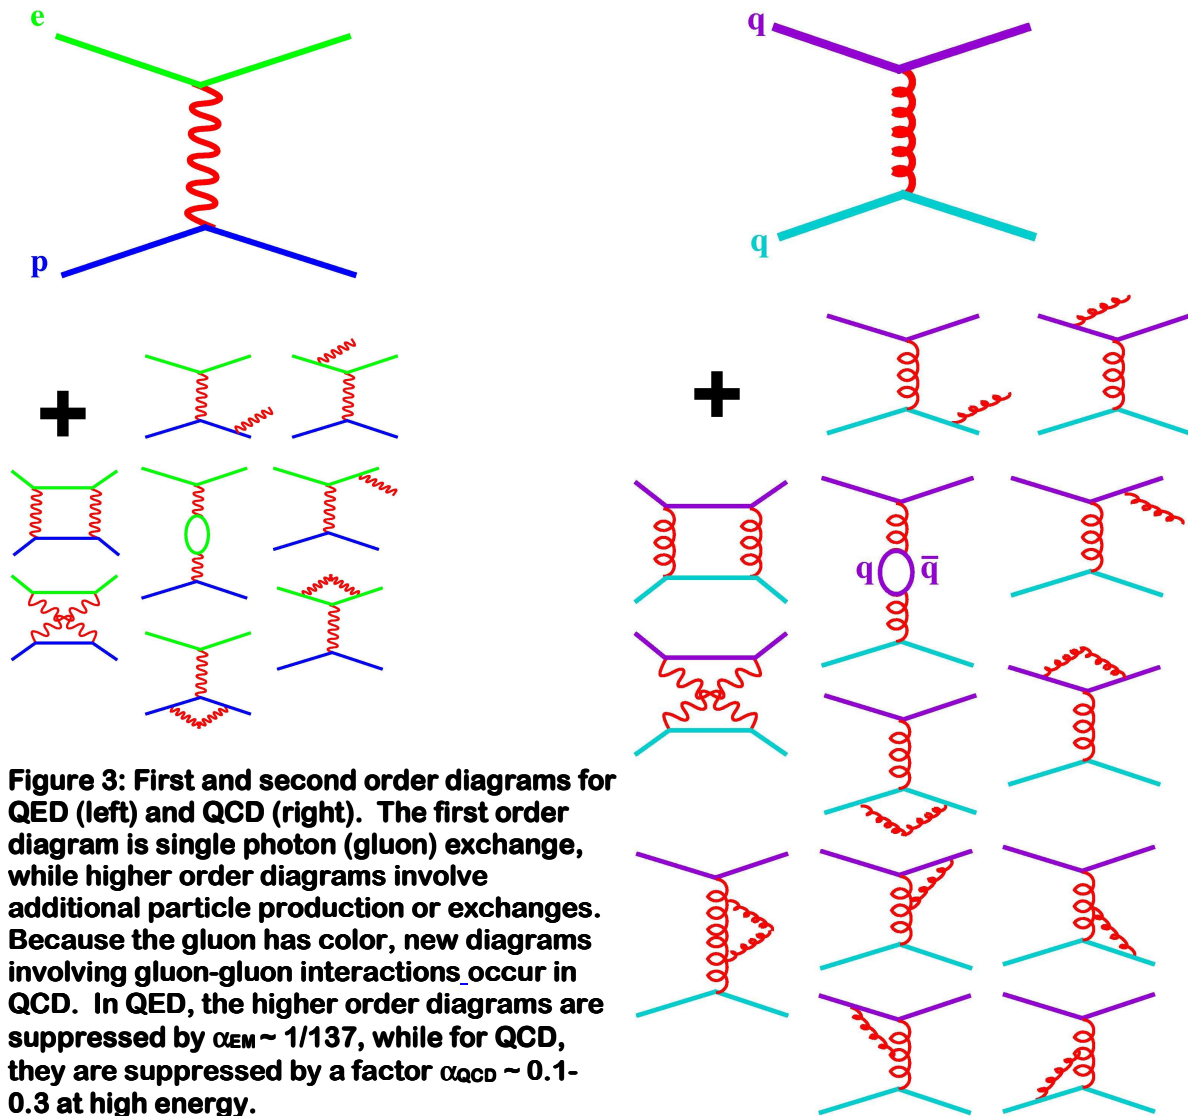 e
p
q
q
+
+
q q̄
Figure 3: First and second order diagrams for
QED (left) and QCD (right). The first order
diagram is single photon (gluon) exchange,
while higher order diagrams involve
additional particle production or exchanges.
Because the gluon has color, new diagrams
involving gluon-gluon interactions occur in
QCD. In QED, the higher order diagrams are
suppressed by αEM ~ 1/137, while for QCD,
they are suppressed by a factor αQCD ~ 0.1-
0.3 at high energy.